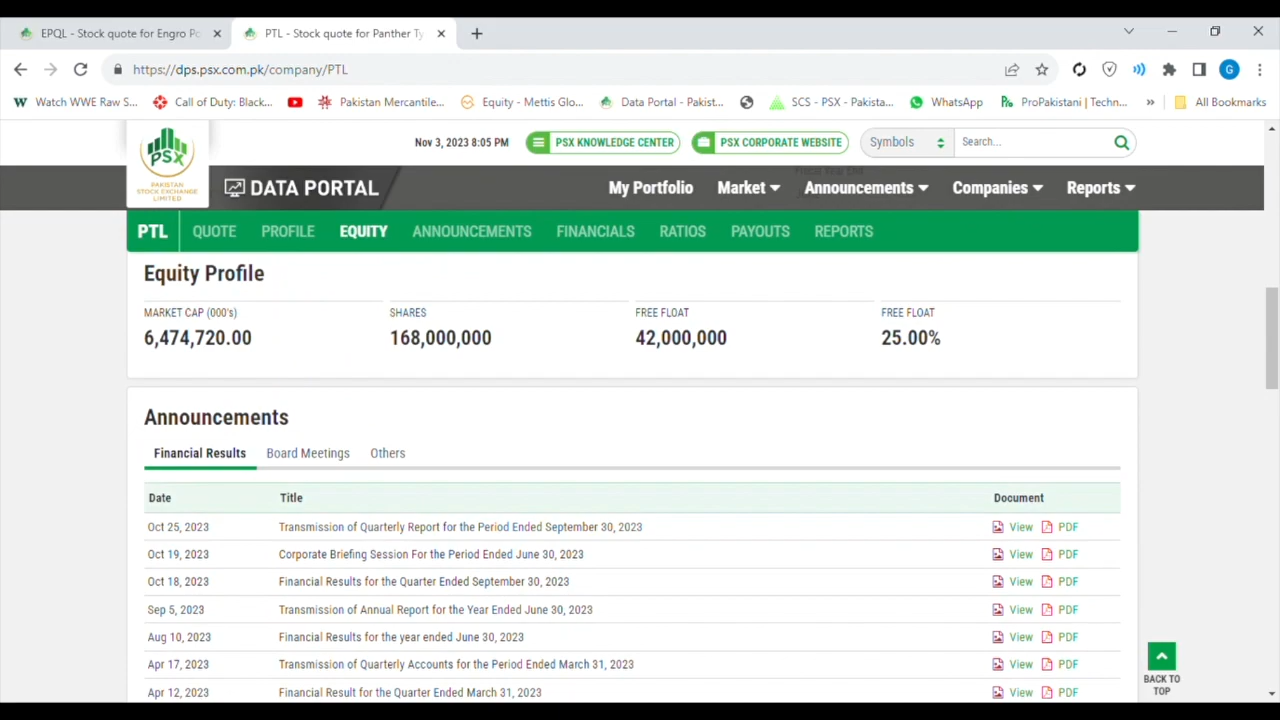 EPQL - Stock quote for Engro Po
PTL - Stock quote for Panther Ty
https://dps.psx.com.pk/company/PTL
G
Watch WWE Raw S...
Call of Duty: Black...
Pakistan Mercantile...
Equity - Mettis Glo...
Data Portal - Pakist...
SCS - PSX - Pakista...
WhatsApp
ProPakistani | Techn...
»
All Bookmarks
PSX
PAKISTAN
STOCK EXCHANGE
LIMITED
Nov 3, 2023 8:05 PM
PSX KNOWLEDGE CENTER
PSX CORPORATE WEBSITE
Symbols
Search...
DATA PORTAL
Fiscal Year End
My Portfolio
Market
Announcements
Companies
Reports
PTL
QUOTE
PROFILE
EQUITY
ANNOUNCEMENTS
FINANCIALS
RATIOS
PAYOUTS
REPORTS
Equity Profile
MARKET CAP (000's) SHARES FREE FLOAT FREE FLOAT
6,474,720.00 168,000,000 42,000,000 25.00%
Announcements
Financial Results Board Meetings Others
Date Title Document
Oct 25, 2023 Transmission of Quarterly Report for the Period Ended September 30, 2023 View PDF
Oct 19, 2023 Corporate Briefing Session For the Period Ended June 30, 2023 View PDF
Oct 18, 2023 Financial Results for the Quarter Ended September 30, 2023 View PDF
Sep 5, 2023 Transmission of Annual Report for the Year Ended June 30, 2023 View PDF
Aug 10, 2023 Financial Results for the year ended June 30, 2023 View PDF
Apr 17, 2023 Transmission of Quarterly Accounts for the Period Ended March 31, 2023 View PDF
Apr 12, 2023 Financial Result for the Quarter Ended March 31, 2023 View PDF
BACK TO
TOP